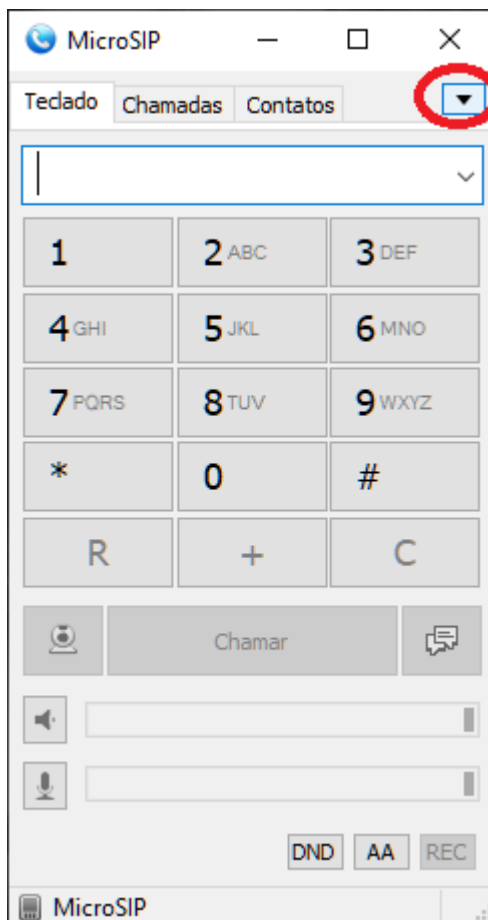 MicroSIP
Teclado Chamadas Contatos
1 2 ABC 3 DEF
4 GHI 5 JKL 6 MNO
7 PQRS 8 TUV 9 WXYZ
* 0 #
R + C
Chamar
DND AA REC
MicroSIP